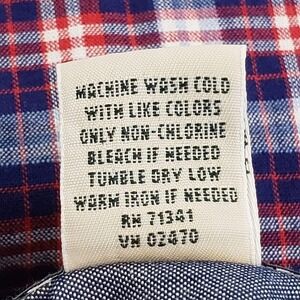 MACHINE WASH COLD
WITH LIKE COLORS
ONLY NON-CHLORINE
BLEACH IF NEEDED
TUMBLE DRY LOW
WARM IRON IF NEEDED
RN 71341
VN 02470